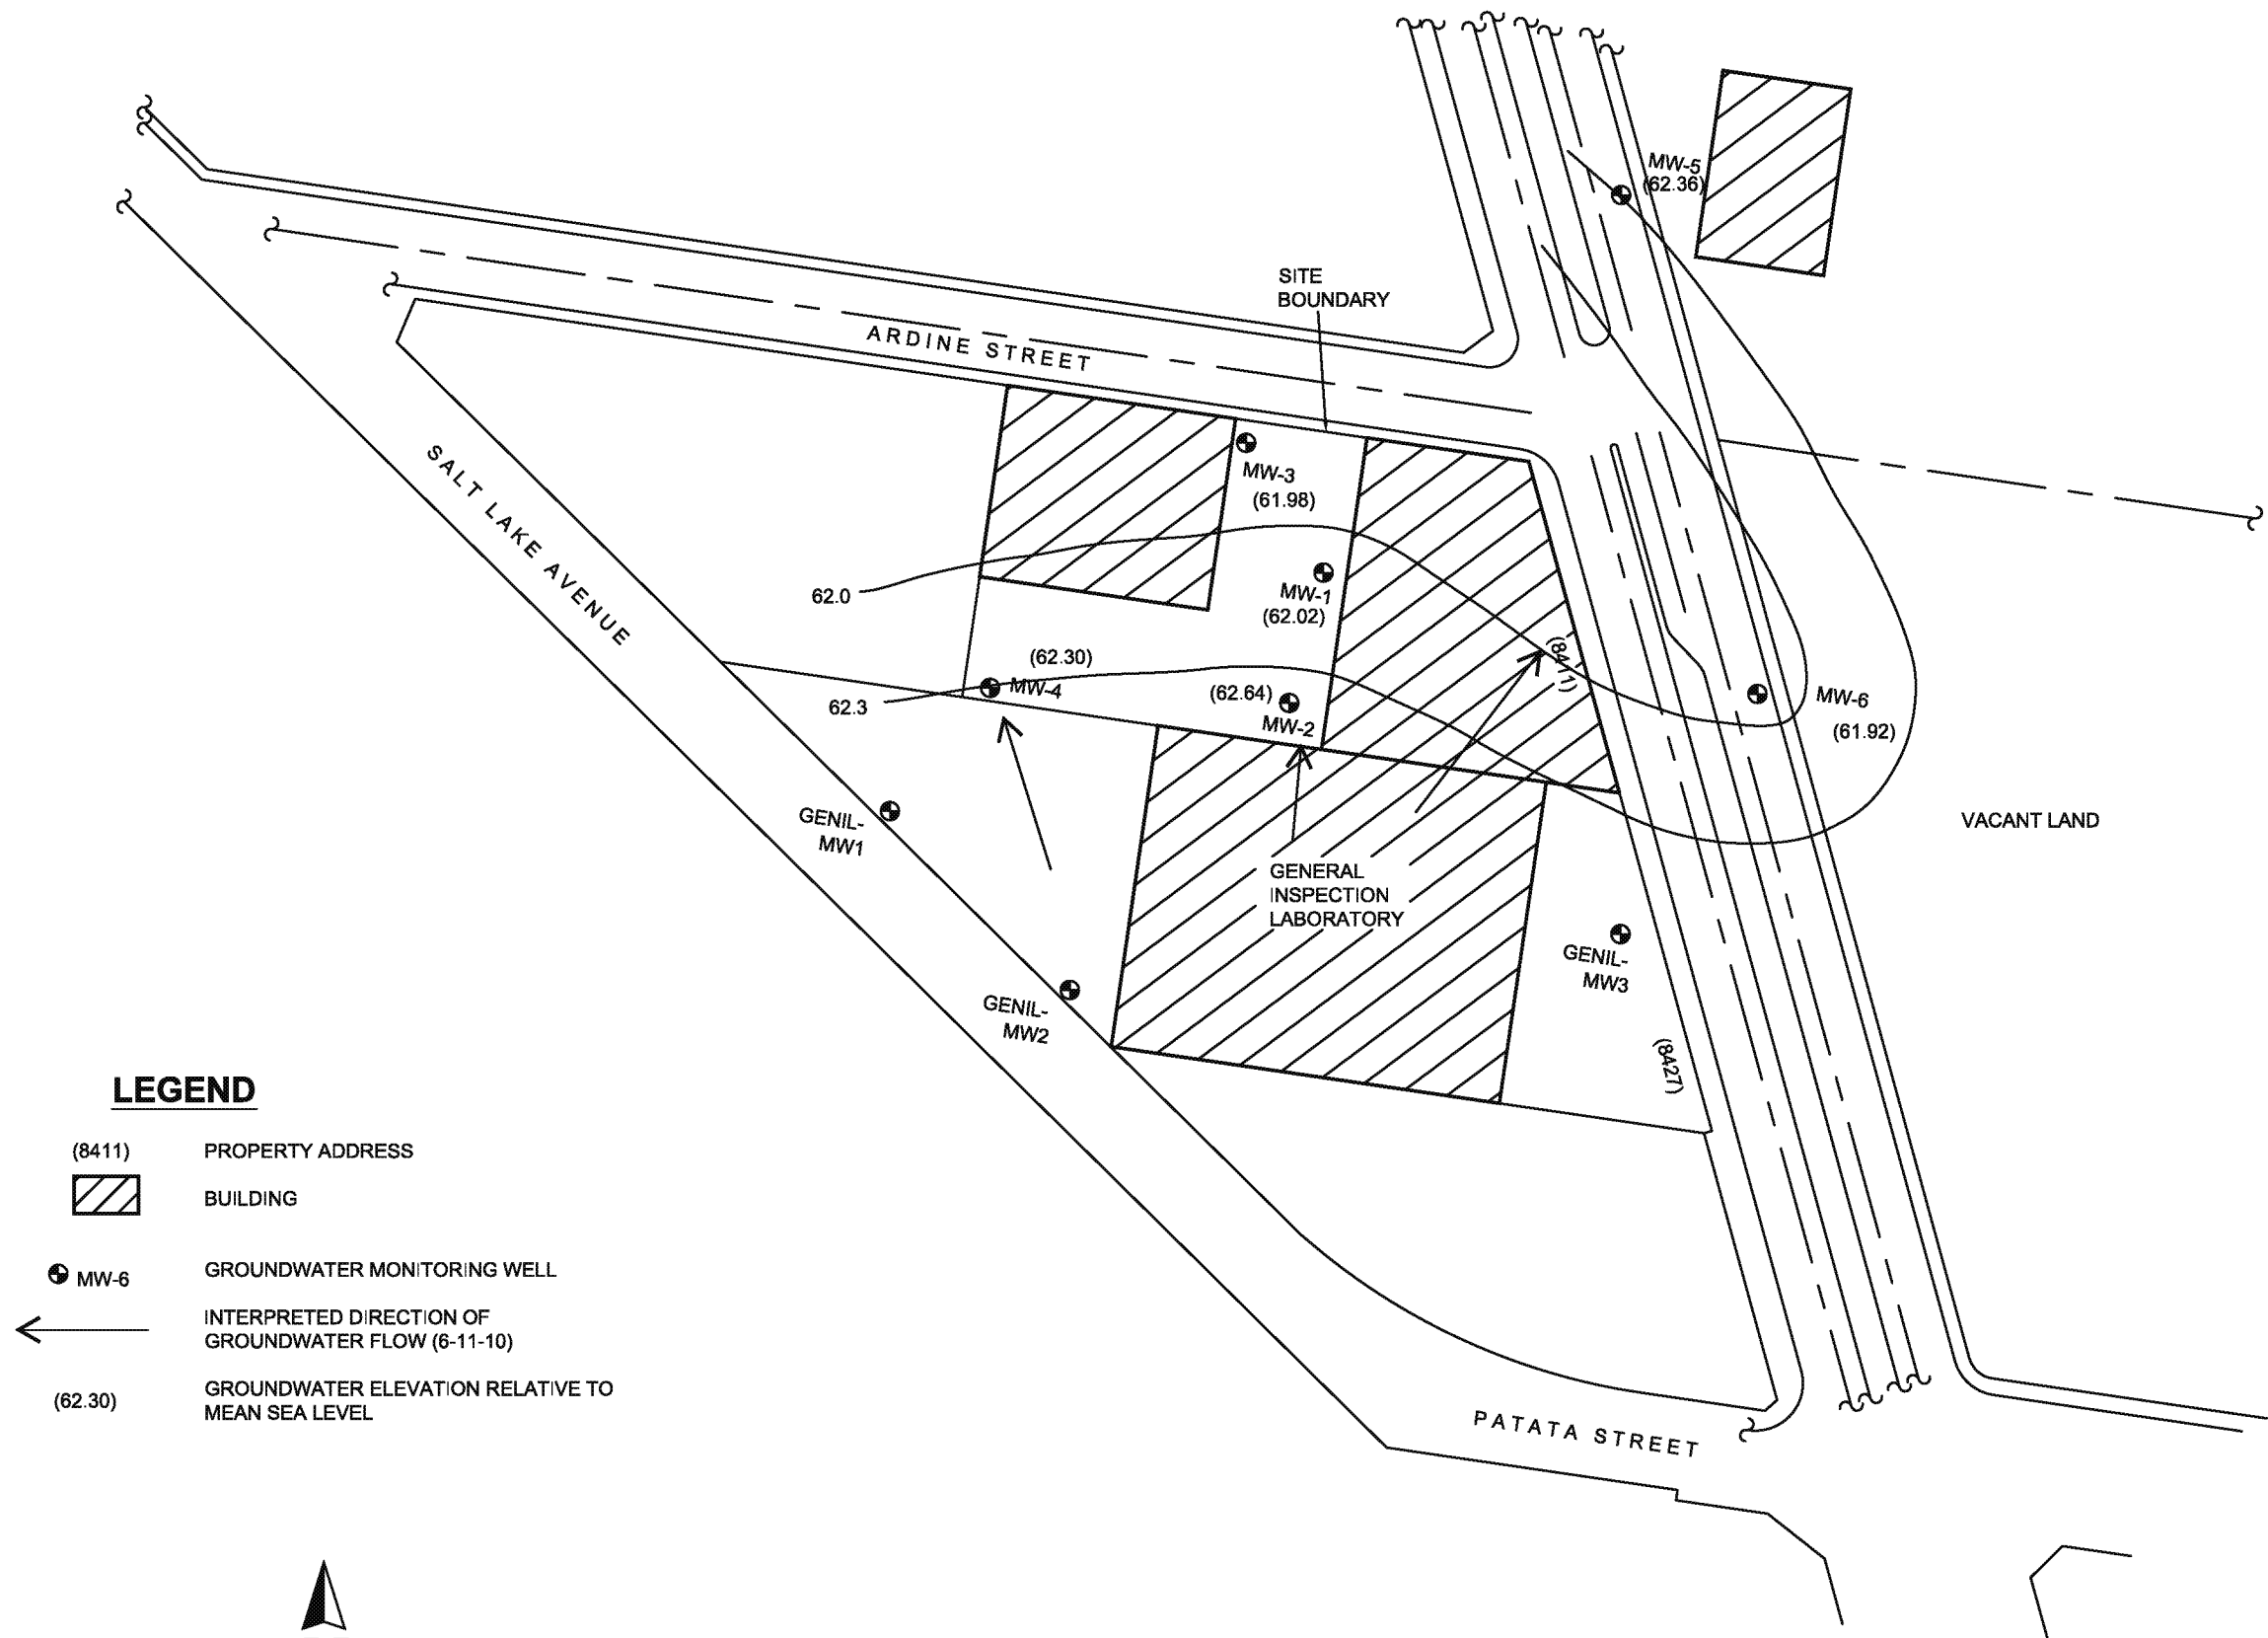 MW-5
(62.36)
SITE
BOUNDARY
ARDINE STREET
MW-3
(61.98)
SALT LAKE AVENUE
62.0
MW-1
(62.02)
(8411)
(62.30)
MW-4
62.3
(62.64)
MW-2
MW-6
(61.92)
GENIL-
MW1
VACANT LAND
GENERAL
INSPECTION
LABORATORY
GENIL-
MW3
GENIL-
MW2
(8427)
LEGEND
(8411) PROPERTY ADDRESS
BUILDING
MW-6 GROUNDWATER MONITORING WELL
INTERPRETED DIRECTION OF
GROUNDWATER FLOW (6-11-10)
(62.30) GROUNDWATER ELEVATION RELATIVE TO
MEAN SEA LEVEL
PATATA STREET